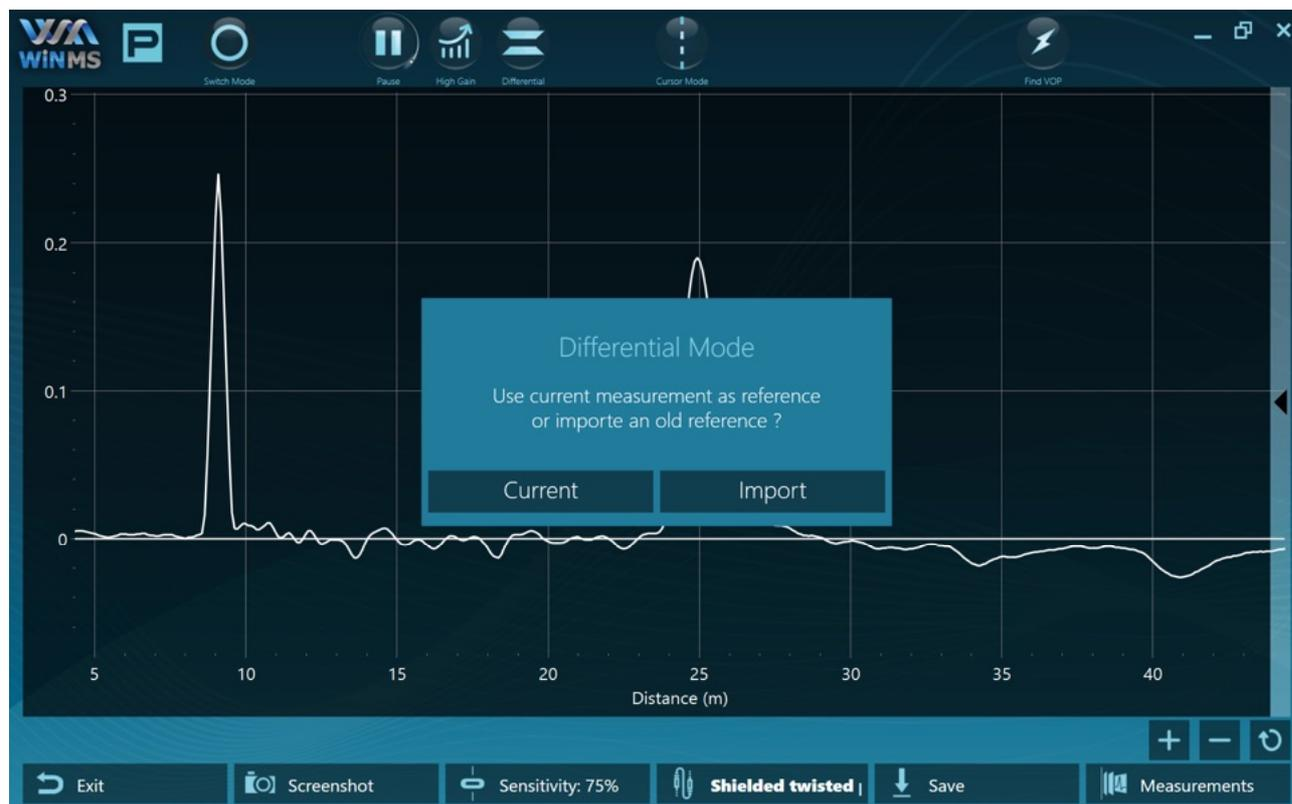 WiNMS
P
Switch Mode
Pause
High Gain
Differential
Cursor Mode
Find VOP
0.3
0.2
0.1
0
Differential Mode
Use current measurement as reference
or importe an old reference ?
Current
Import
5
10
15
20
25
30
35
40
Distance (m)
Exit
Screenshot
Sensitivity: 75%
Shielded twisted
Save
Measurements